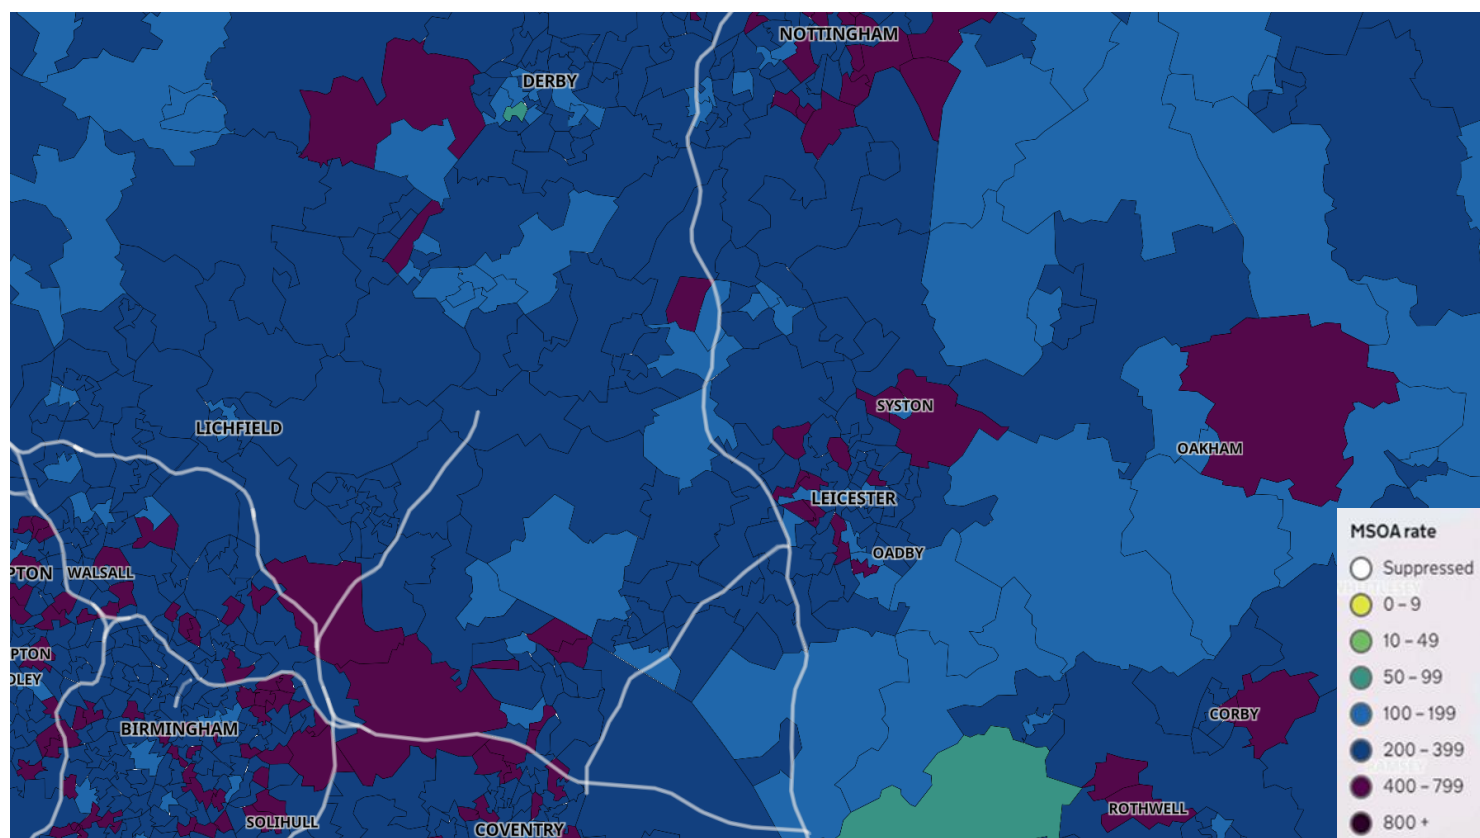 NOTTINGHAM
DERBY
SYSTON
LICHFIELD
OAKHAM
LEICESTER
OADBY
PTON
WALSALL
PTON
DLEY
BIRMINGHAM
CORBY
SOLIHULL
COVENTRY
ROTHWELL
MSOA rate
Suppressed
0 – 9
10 – 49
50 – 99
100 – 199
200 – 399
400 – 799
800 +